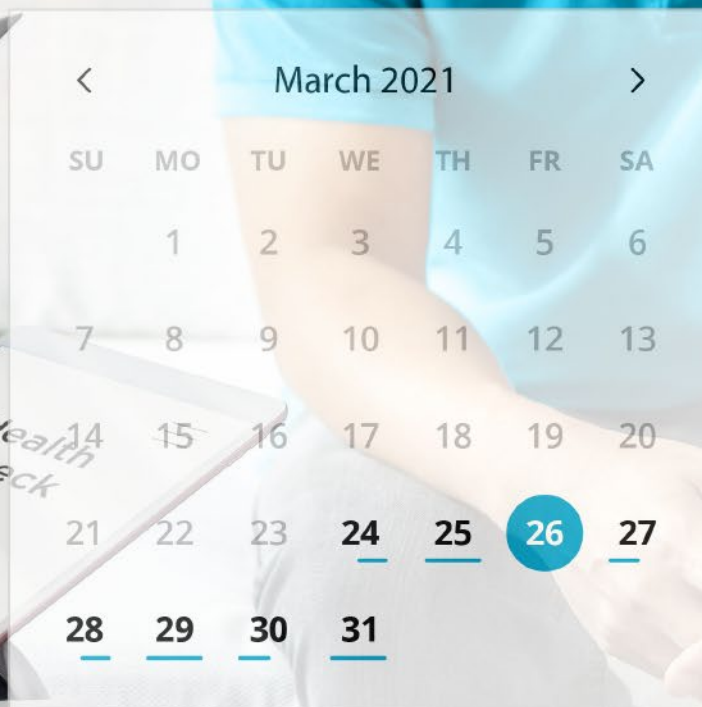 March 2021
SU MO TU WE TH FR SA
1 2 3 4 5 6
7 8 9 10 11 12 13
14 15 16 17 18 19 20
21 22 23 24 25 26 27
28 29 30 31
ealth
eck